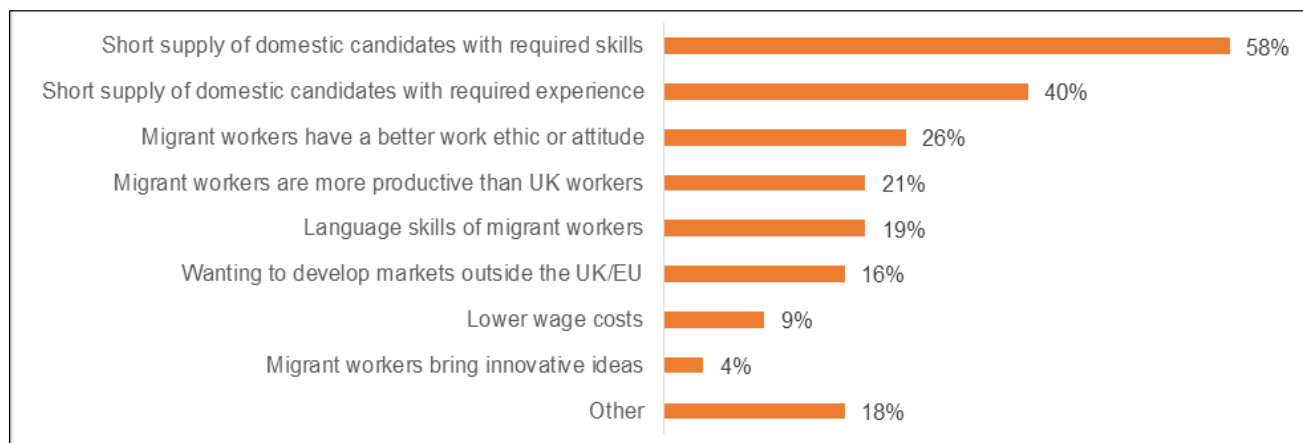 Short supply of domestic candidates with required skills 58%
Short supply of domestic candidates with required experience 40%
Migrant workers have a better work ethic or attitude 26%
Migrant workers are more productive than UK workers 21%
Language skills of migrant workers 19%
Wanting to develop markets outside the UK/EU 16%
Lower wage costs 9%
Migrant workers bring innovative ideas 4%
Other 18%